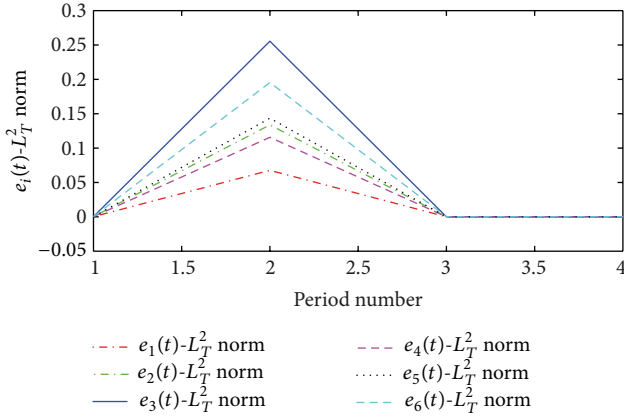 0.3
0.25
0.2
0.15
0.1
0.05
0
−0.05
e_i(t)-L_T^2 norm
1 1.5 2 2.5 3 3.5 4
Period number
e_1(t)-L_T^2 norm
e_2(t)-L_T^2 norm
e_3(t)-L_T^2 norm
e_4(t)-L_T^2 norm
e_5(t)-L_T^2 norm
e_6(t)-L_T^2 norm